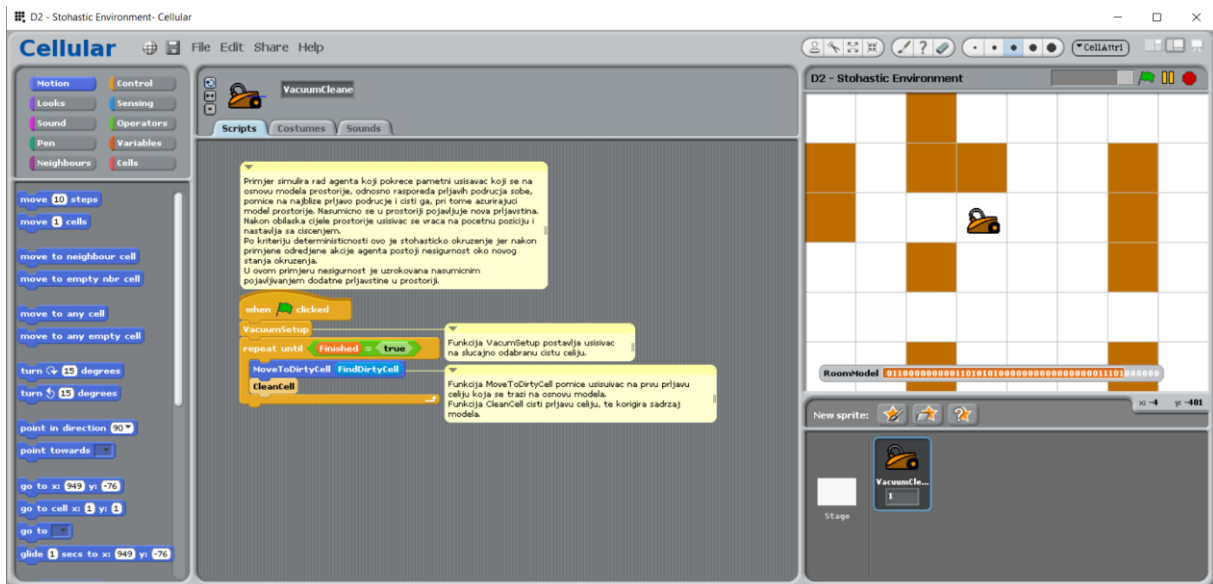 D2 - Stohastic Environment- Cellular
Cellular File Edit Share Help
CellAttr1
Motion Control
Looks Sensing
Sound Operators
Pen Variables
Neighbours Cells
move 10 steps
move 1 cells
move to neighbour cell
move to empty nbr cell
move to any cell
move to any empty cell
turn 15 degrees
turn 15 degrees
point in direction 90
point towards
go to x: 949 y: -76
go to cell x: 1 y: 1
go to
glide 1 secs to x: 949 y: -76
VacuumCleane
Scripts Costumes Sounds
Primjer simulira rad agenta koji pokrece pametni usisavac koji se na
osnovu modela prostorije, odnosno rasporeda prljavih podrucja sobe,
pomice na najblize prljavo podrucje i cisti ga, pri tome azurirajuci
model prostorije. Nasumicno se u prostoriji pojavljuje nova prljavstina.
Nakon obilaska cijele prostorije usisivac se vraca na pocetnu poziciju i
nastavlja sa ciscenjem.
Po kriteriju deterministicnosti ovo je stohasticko okruzenje jer nakon
primjene odredjene akcije agenta postoji nesigurnost oko novog
stanja okruzenja.
U ovom primjeru nesigurnost je uzrokovana nasumicnim
pojavljivanjem dodatne prljavstine u prostoriji.
when clicked
VacuumSetup
repeat until Finished = true
MoveToDirtyCell FindDirtyCell
CleanCell
Funkcija VacumSetup postavlja usisivac
na slucajno odabranu cistu celiju.
Funkcija MoveToDirtyCell pomice usisuivac na prvu prljavu
celiju koja se trazi na osnovu modela.
Funkcija CleanCell cisti prljavu celiju, te korigira sadrzaj
modela.
D2 - Stohastic Environment
RoomModel
x: -4 y: -401
New sprite:
Stage
VacuumCle...
1